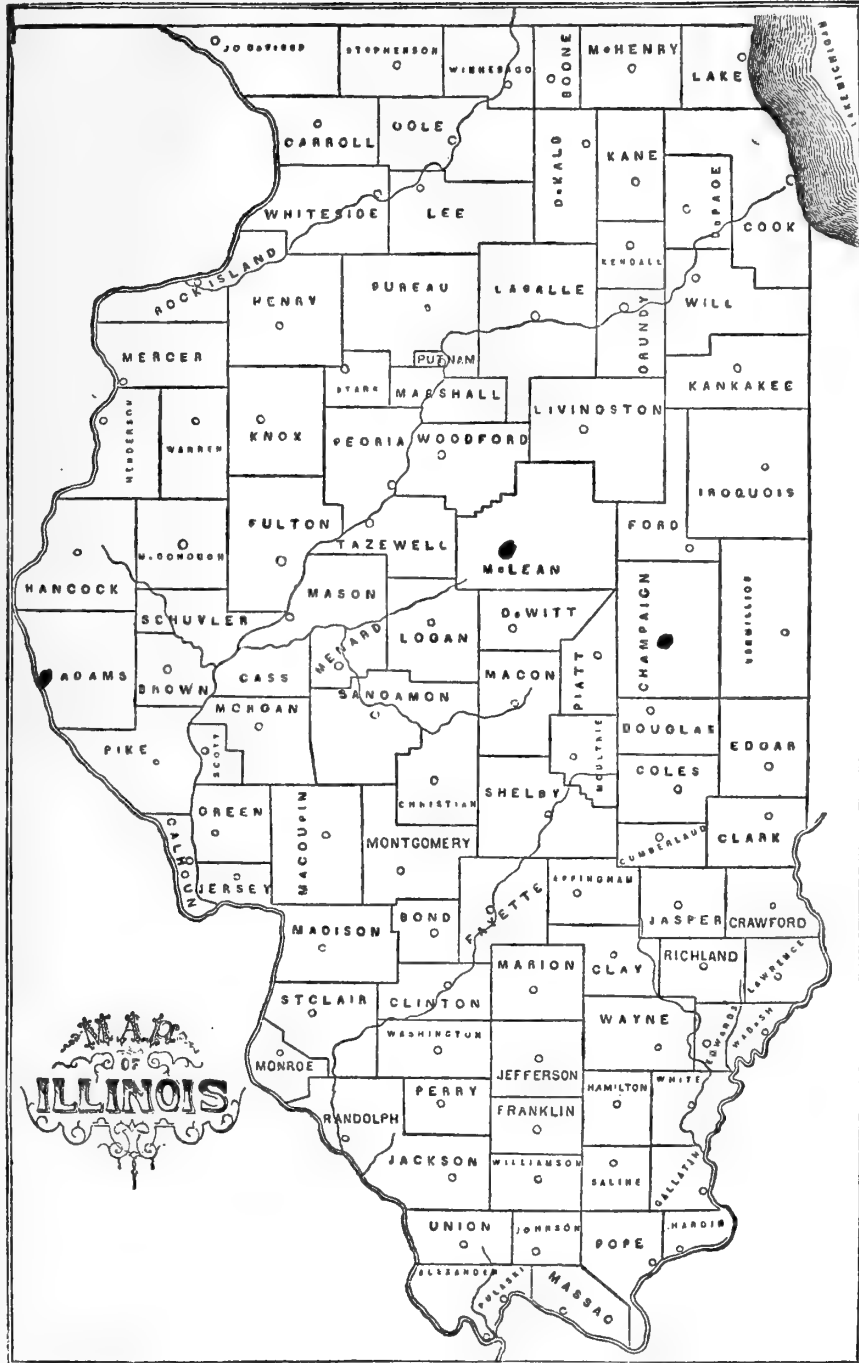 JO DAVIESS
STEPHENSON
WINNEBAGO
BOONE
McHENRY
LAKE
LAKE MICHIGAN
CARROLL
OGLE
DeKALB
KANE
DuPAGE
COOK
WHITESIDE
LEE
KENDALL
ROCK ISLAND
HENRY
BUREAU
LASALLE
GRUNDY
WILL
MERCER
PUTNAM
STARK
MARSHALL
KANKAKEE
HENDERSON
WARREN
KNOX
PEORIA
WOODFORD
LIVINGSTON
IROQUOIS
FULTON
FORD
HANCOCK
McDONOUGH
TAZEWELL
McLEAN
SCHUYLER
MASON
DeWITT
CHAMPAIGN
VERMILLION
ADAMS
BROWN
CASS
MENARD
LOGAN
MACON
PIATT
MORGAN
SANGAMON
DOUGLAS
EDGAR
PIKE
SCOTT
CHRISTIAN
SHELBY
MOULTRIE
COLES
GREEN
MACOUPIN
CUMBERLAUD
CLARK
CALHOUN
MONTGOMERY
JERSEY
FAYETTE
EFFINGHAM
JASPER
CRAWFORD
MADISON
BOND
MARION
CLAY
RICHLAND
LAWRENCE
ST CLAIR
CLINTON
WAYNE
EDWARDS
WABASH
WASHINGTON
MONROE
JEFFERSON
RANDOLPH
PERRY
FRANKLIN
HAMILTON
WHITE
JACKSON
WILLIAMSON
SALINE
GALLATIN
UNION
JOHNSON
POPE
HARDIN
ALEXANDER
PULASKI
MASSAC
MAP
OF
ILLINOIS